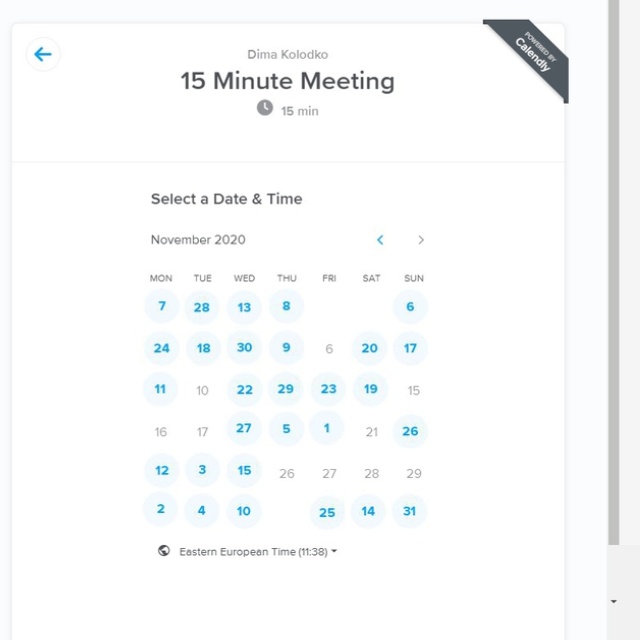 POWERED BY
Calendly
Dima Kolodko
15 Minute Meeting
15 min
Select a Date & Time
November 2020
MON TUE WED THU FRI SAT SUN
7 28 13 8 6
24 18 30 9 6 20 17
11 10 22 29 23 19 15
16 17 27 5 1 21 26
12 3 15 26 27 28 29
2 4 10 25 14 31
Eastern European Time (11:38)